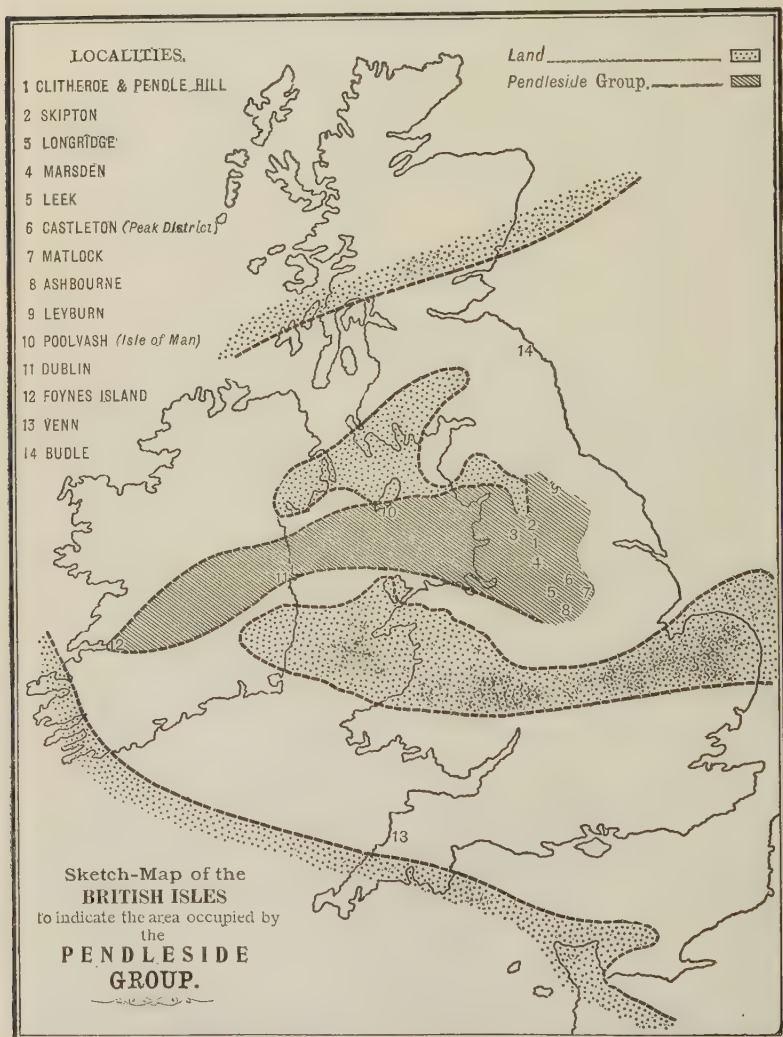 LOCALITIES.
1 CLITHEROE & PENDLE HILL
2 SKIPTON
3 LONGRIDGE
4 MARSDEN
5 LEEK
6 CASTLETON (Peak District)
7 MATLOCK
8 ASHBOURNE
9 LEYBURN
10 POOLVASH (Isle of Man)
11 DUBLIN
12 FOYNES ISLAND
13 VENN
14 BUDLE
Land
Pendleside Group.
14
9
10
2
3
1
4
11
6
5
7
8
12
13
Sketch-Map of the
BRITISH ISLES
to indicate the area occupied by
the
PENDLESIDE
GROUP.